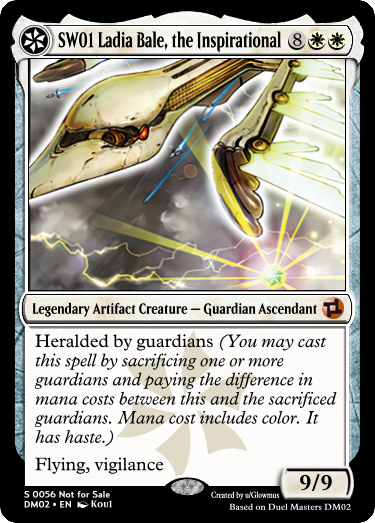 SW01 Ladia Bale, the Inspirational 8
Legendary Artifact Creature — Guardian Ascendant
Heralded by guardians (You may cast
this spell by sacrificing one or more
guardians and paying the difference in
mana costs between this and the sacrificed
guardians. Mana cost includes color. It
has haste.)
Flying, vigilance
9/9
S 0056 Not for Sale
DM02 • EN Koul
Created by u/Glowmus
Based on Duel Masters DM02